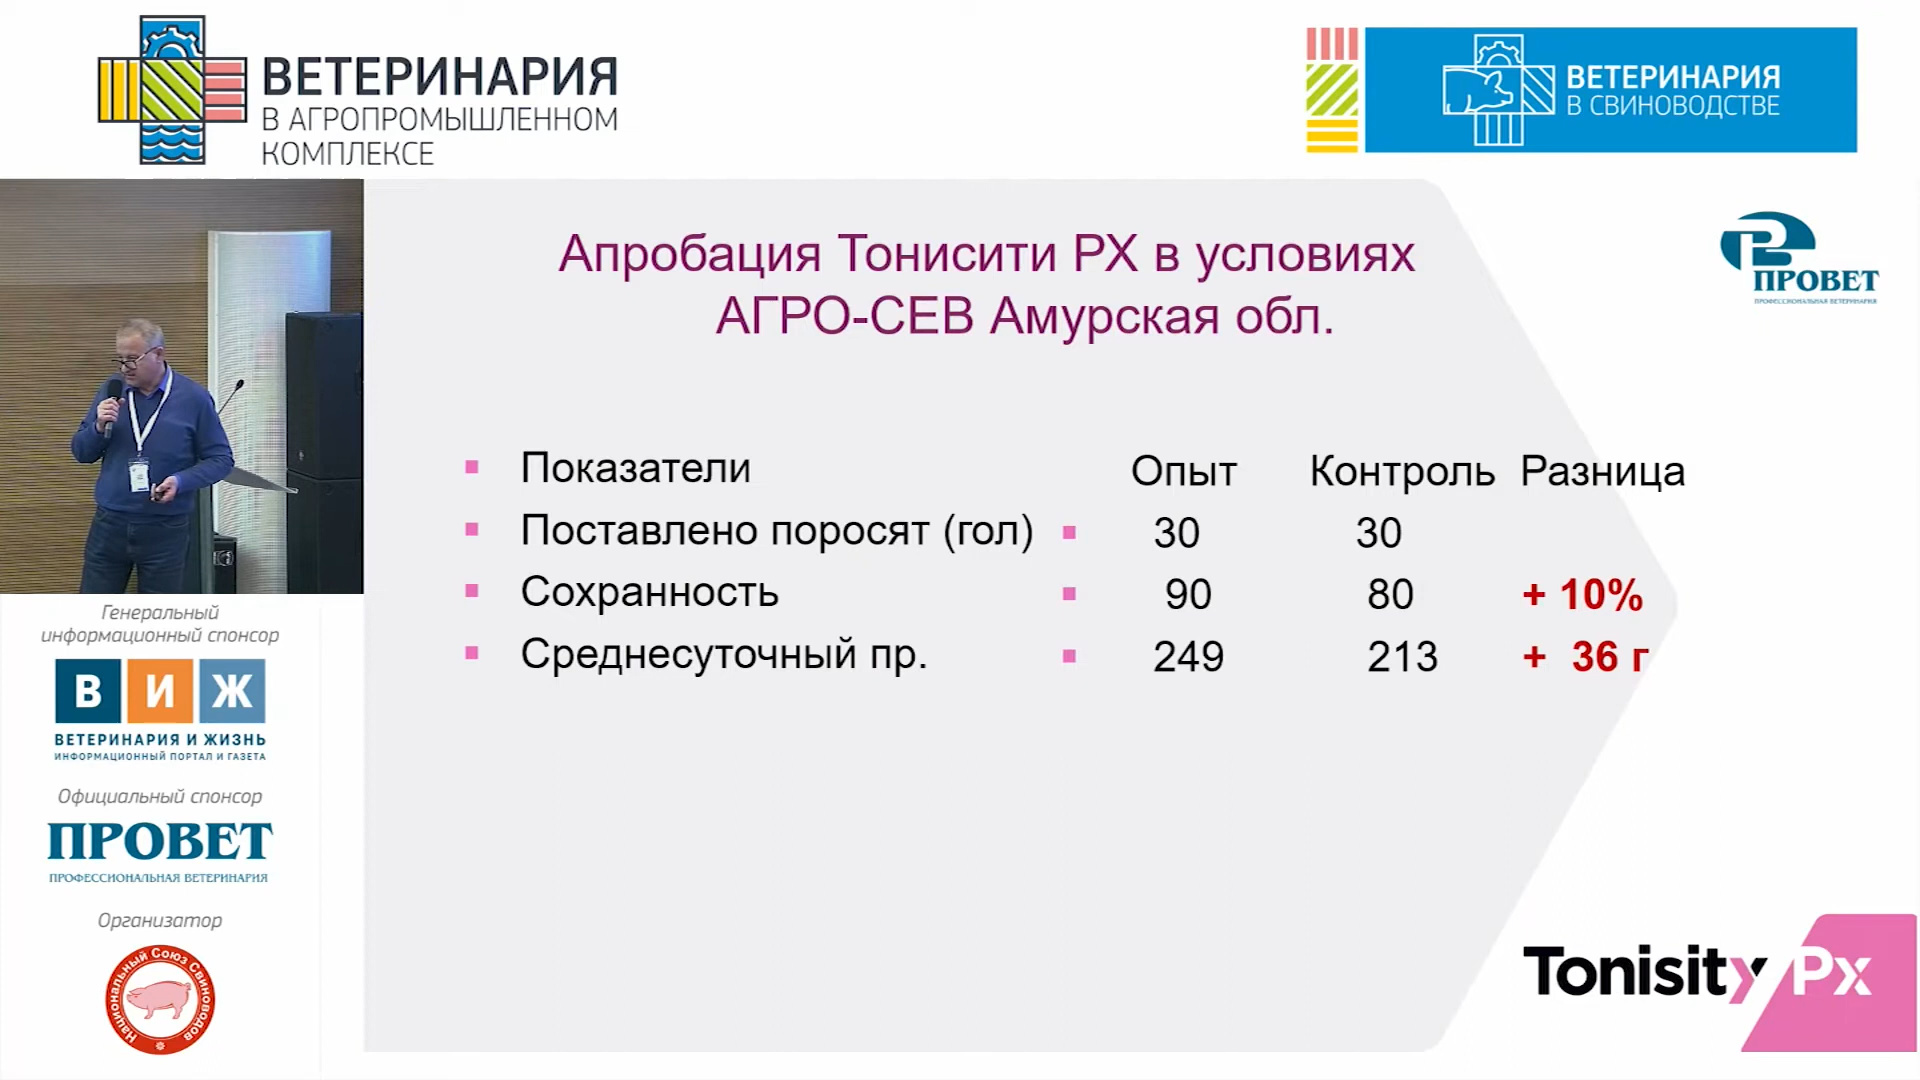 ВЕТЕРИНАРИЯ
В АГРОПРОМЫШЛЕННОМ
КОМПЛЕКСЕ
ВЕТЕРИНАРИЯ
В СВИНОВОДСТВЕ
ПРОВЕТ
ПРОФЕССИОНАЛЬНАЯ ВЕТЕРИНАРИЯ
Апробация Тонисити РХ в условиях
АГРО-СЕВ Амурская обл.
Показатели Опыт Контроль Разница
Поставлено поросят (гол) 30 30
Сохранность 90 80 + 10%
Среднесуточный пр. 249 213 + 36 г
Генеральный
информационный спонсор
В И Ж
ВЕТЕРИНАРИЯ И ЖИЗНЬ
ИНФОРМАЦИОННЫЙ ПОРТАЛ И ГАЗЕТА
Официальный спонсор
ПРОВЕТ
ПРОФЕССИОНАЛЬНАЯ ВЕТЕРИНАРИЯ
Организатор
Национальный Союз Свиноводов
Tonisity Px